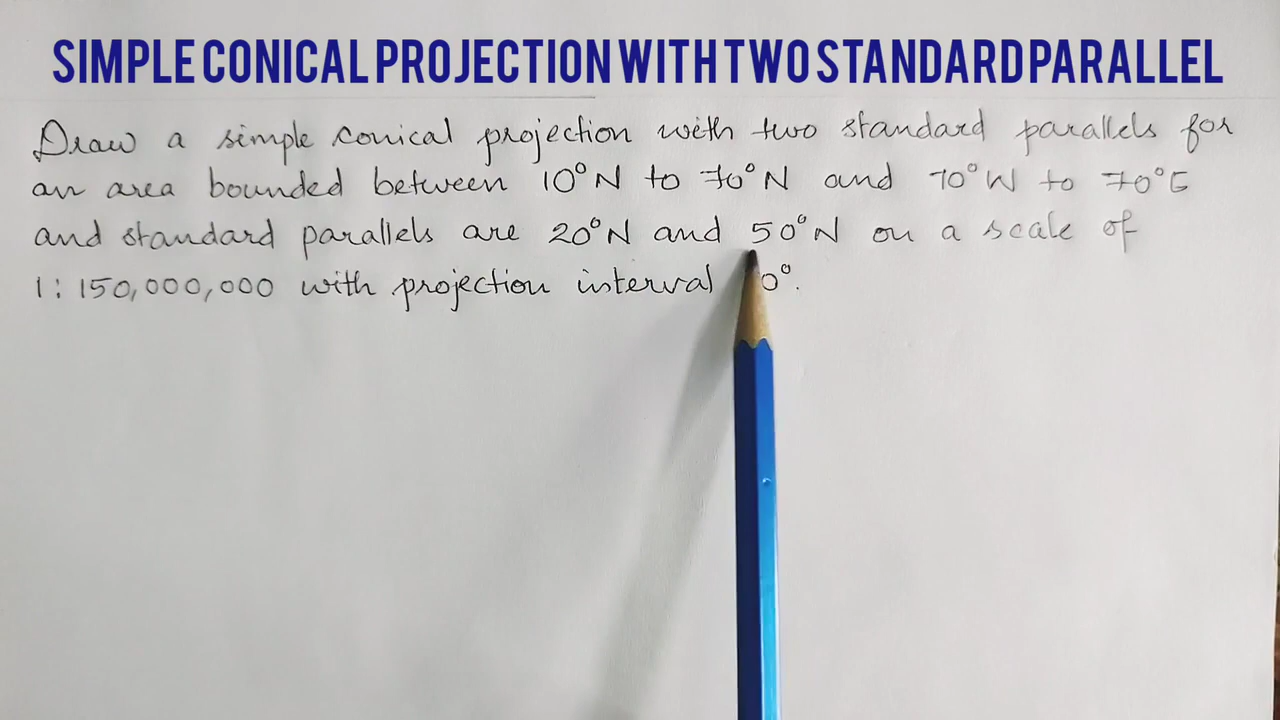 SIMPLE CONICAL PROJECTION WITH TWO STANDARD PARALLEL
Draw a simple conical projection with two standard parallels for
an area bounded between 10°N to 70°N and 70°W to 70°E
and standard parallels are 20°N and 50°N on a scale of
1:150,000,000 with projection interval 0°.